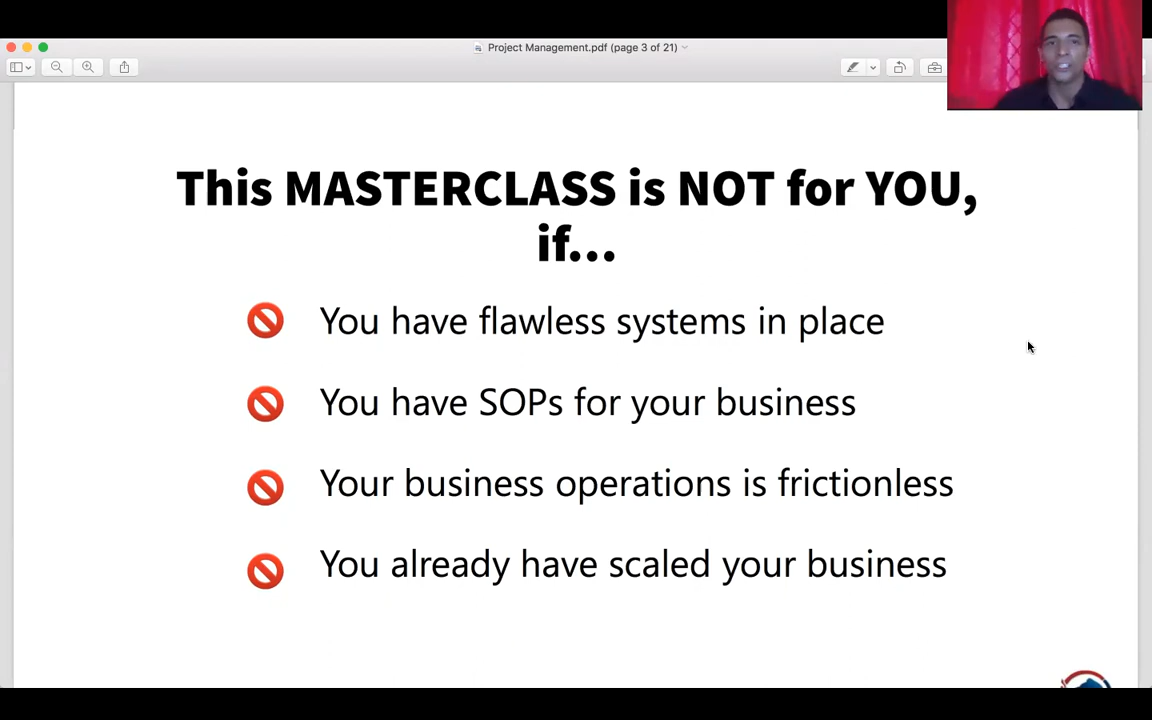 Project Management.pdf (page 3 of 21)
This MASTERCLASS is NOT for YOU,
if...
You have flawless systems in place
You have SOPs for your business
Your business operations is frictionless
You already have scaled your business